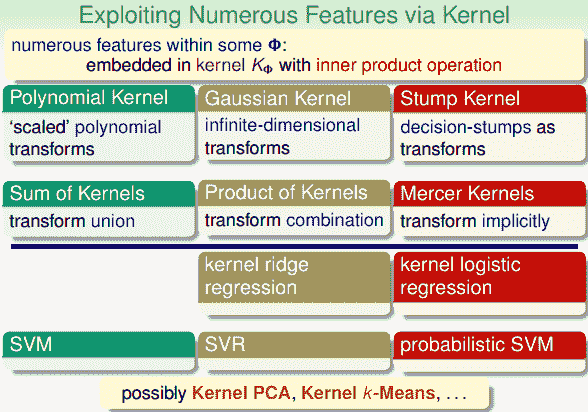 Exploiting Numerous Features via Kernel
numerous features within some Φ:
embedded in kernel KΦ with inner product operation
Polynomial Kernel
‘scaled’ polynomial
transforms
Gaussian Kernel
infinite-dimensional
transforms
Stump Kernel
decision-stumps as
transforms
Sum of Kernels
transform union
Product of Kernels
transform combination
Mercer Kernels
transform implicitly
kernel ridge
regression
kernel logistic
regression
SVM
SVR
probabilistic SVM
possibly Kernel PCA, Kernel k-Means, . . .